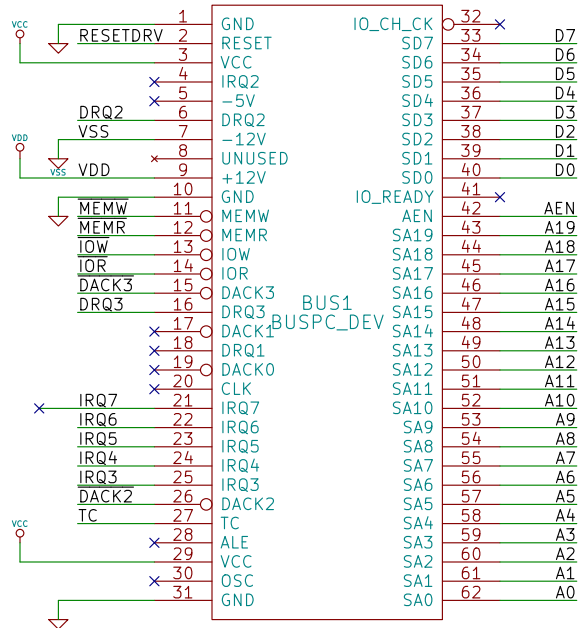 1 GND IO_CH_CK 32
VCC RESETDRV 2 RESET SD7 33 D7
3 VCC SD6 34 D6
4 IRQ2 SD5 35 D5
5 -5V SD4 36 D4
DRQ2 6 DRQ2 SD3 37 D3
VSS 7 -12V SD2 38 D2
VDD 8 UNUSED SD1 39 D1
VSS VDD 9 +12V SD0 40 D0
10 GND IO_READY 41
MEMW 11 MEMW AEN 42 AEN
MEMR 12 MEMR SA19 43 A19
IOW 13 IOW SA18 44 A18
IOR 14 IOR SA17 45 A17
DACK3 15 DACK3 SA16 46 A16
DRQ3 16 DRQ3 SA15 47 A15
BUS1
17 DACK1 SA14 48 A14
BUSPC_DEV
18 DRQ1 SA13 49 A13
19 DACK0 SA12 50 A12
20 CLK SA11 51 A11
IRQ7 21 IRQ7 SA10 52 A10
IRQ6 22 IRQ6 SA9 53 A9
IRQ5 23 IRQ5 SA8 54 A8
IRQ4 24 IRQ4 SA7 55 A7
IRQ3 25 IRQ3 SA6 56 A6
DACK2 26 DACK2 SA5 57 A5
TC 27 TC SA4 58 A4
VCC 28 ALE SA3 59 A3
29 VCC SA2 60 A2
30 OSC SA1 61 A1
31 GND SA0 62 A0